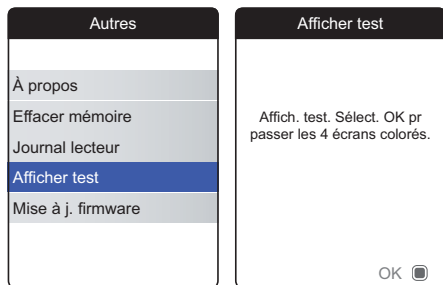 Autres
À propos
Effacer mémoire
Journal lecteur
Afficher test
Mise à j. firmware
Afficher test
Affich. test. Sélect. OK pr
passer les 4 écrans colorés.
OK